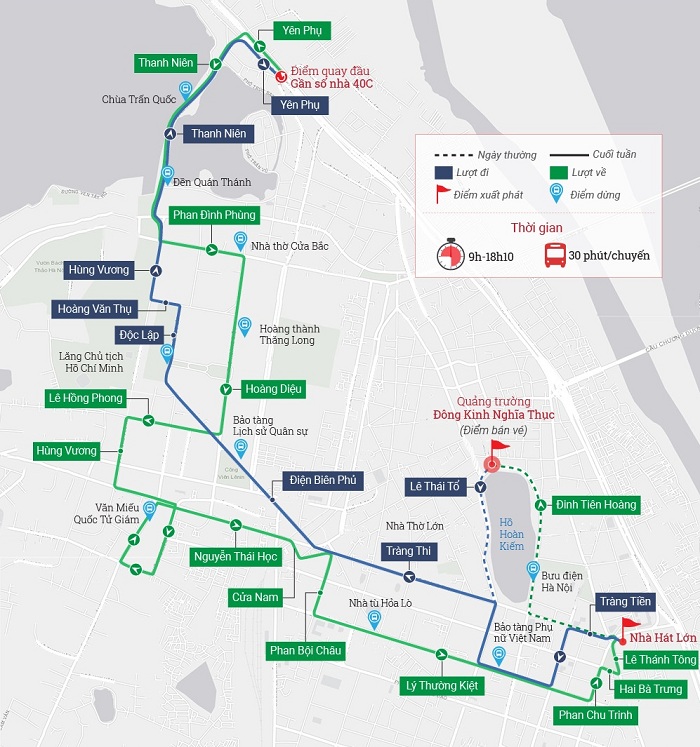 Yên Phụ
Thanh Niên
Điểm quay đầu
Gần số nhà 40C
Chùa Trấn Quốc
Yên Phụ
Thanh Niên
Đền Quán Thánh
Phan Đình Phùng
Nhà thờ Cửa Bắc
Hùng Vương
Hoàng Văn Thụ
Độc Lập
Hoàng thành
Thăng Long
Lăng Chủ tịch
Hồ Chí Minh
Lê Hồng Phong
Hoàng Diệu
Bảo tàng
Lịch sử Quân sự
Hùng Vương
Công
Viên Lênin
Điện Biên Phủ
Văn Miếu
Quốc Tử Giám
Nguyễn Thái Học
Cửa Nam
Phan Bội Châu
Nhà tù Hỏa Lò
Lý Thường Kiệt
Ngày thường
Cuối tuần
Lượt đi
Lượt về
Điểm xuất phát
Điểm dừng
Thời gian
9h-18h10
30 phút/chuyến
Quảng trường
Đông Kinh Nghĩa Thục
(Điểm bán vé)
Lê Thái Tổ
Đinh Tiên Hoàng
Nhà Thờ Lớn
Hồ
Hoàn
Kiếm
Tràng Thi
Bưu điện
Hà Nội
Tràng Tiền
Bảo tàng Phụ
nữ Việt Nam
Nhà Hát Lớn
Lê Thánh Tông
Hai Bà Trưng
Phan Chu Trinh